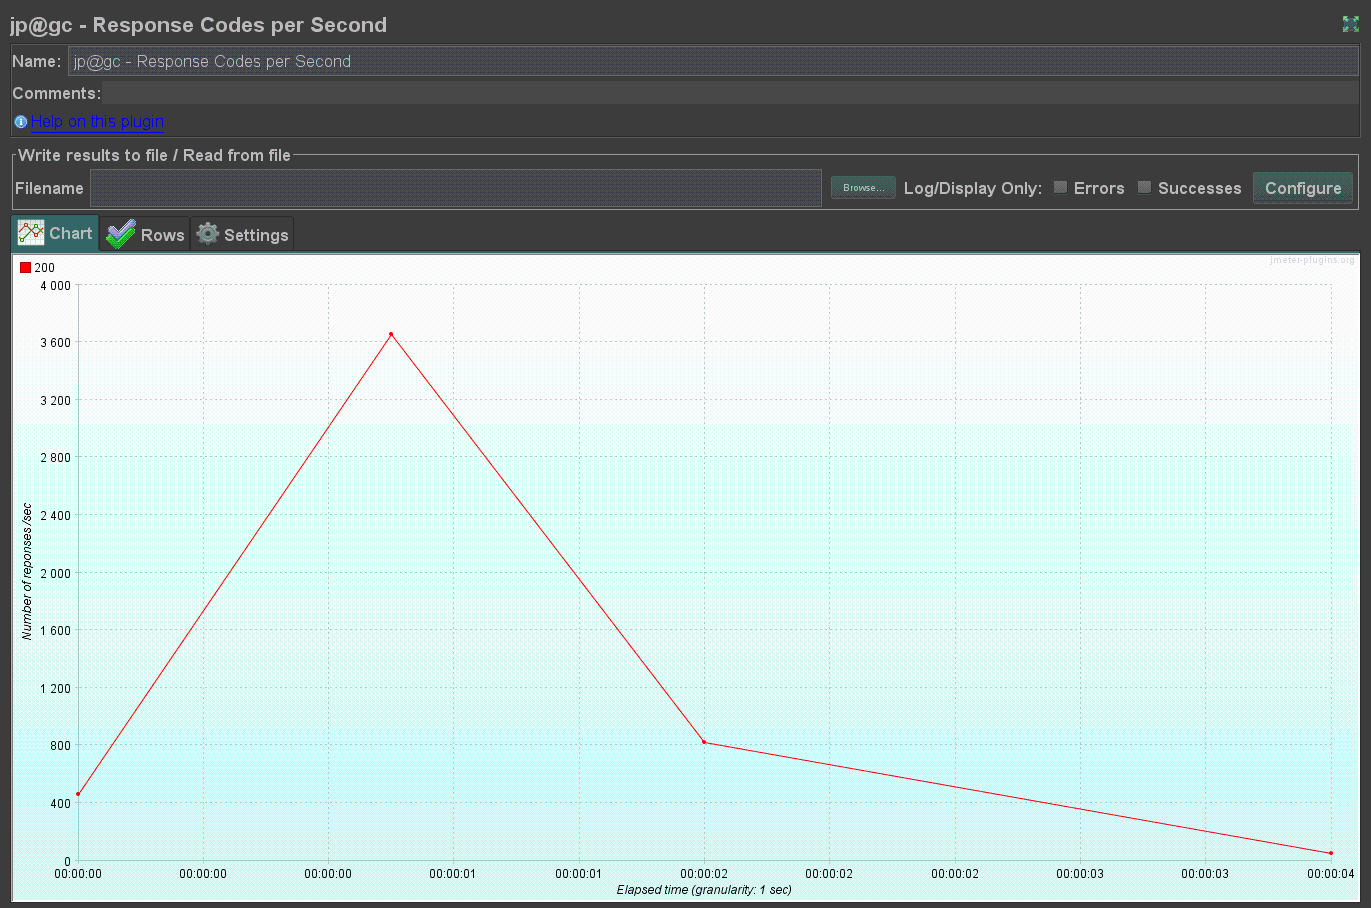 jp@gc - Response Codes per Second
Name: jp@gc - Response Codes per Second
Comments:
Help on this plugin
Write results to file / Read from file
Filename Browse... Log/Display Only: Errors Successes Configure
Chart Rows Settings
200 jmeter-plugins.org
4 000
3 600
3 200
2 800
2 400
2 000
1 600
1 200
800
400
0
Number of reponses /sec
00:00:00 00:00:00 00:00:00 00:00:01 00:00:01 00:00:02 00:00:02 00:00:02 00:00:03 00:00:03 00:00:04
Elapsed time (granularity: 1 sec)